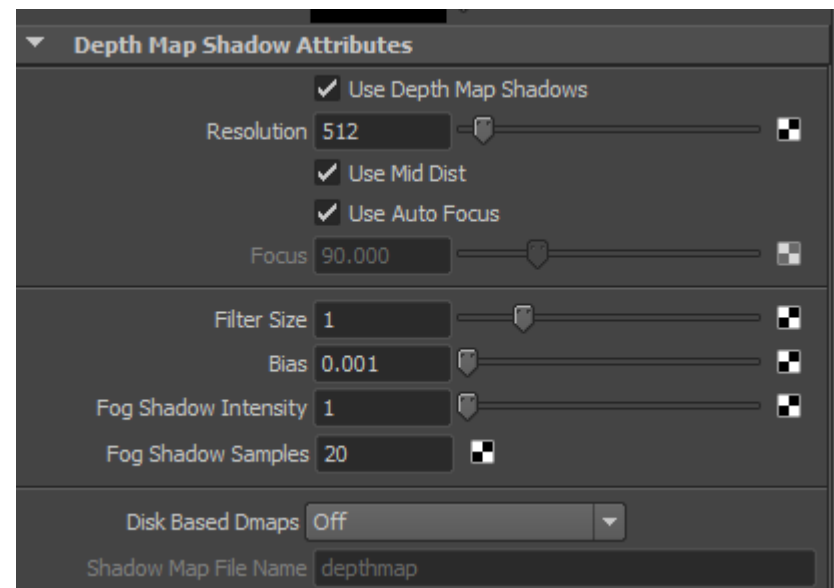 Depth Map Shadow Attributes
Use Depth Map Shadows
Resolution 512
Use Mid Dist
Use Auto Focus
Focus 90.000
Filter Size 1
Bias 0.001
Fog Shadow Intensity 1
Fog Shadow Samples 20
Disk Based Dmaps Off
Shadow Map File Name depthmap